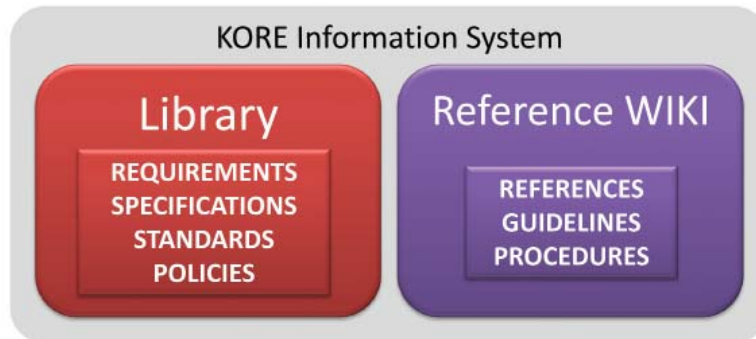 KORE Information System
Library
REQUIREMENTS
SPECIFICATIONS
STANDARDS
POLICIES
Reference WIKI
REFERENCES
GUIDELINES
PROCEDURES